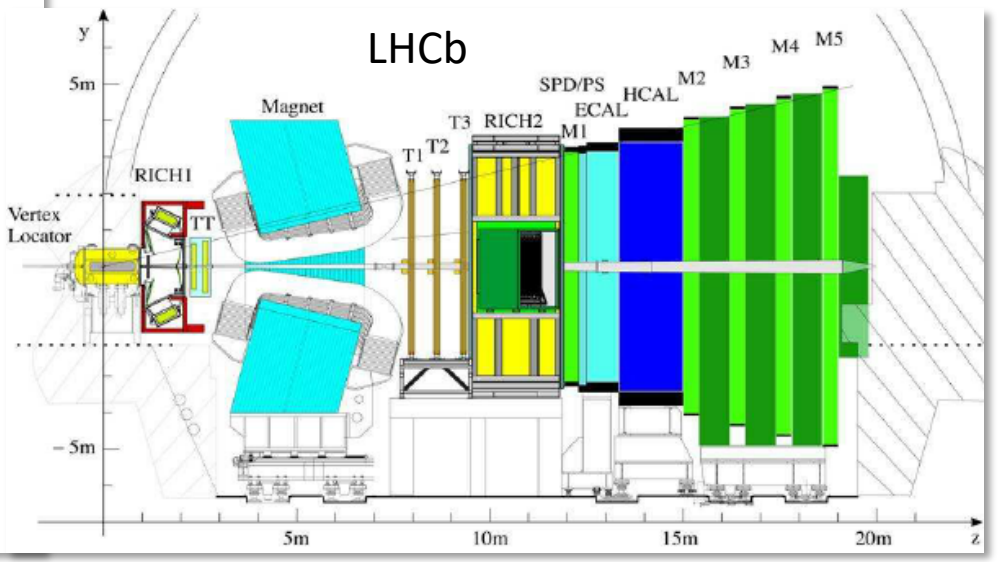 LHCb
y
5m
Magnet
SPD/PS
ECAL
HCAL
M2
M3
M4
M5
T3
RICH2
M1
T1
T2
RICH1
TT
Vertex
Locator
– 5m
5m
10m
15m
20m
z